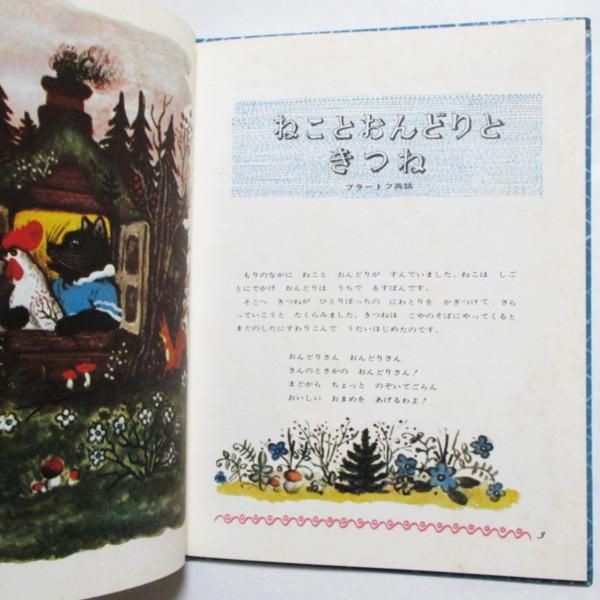 ねことおんどりと
きつね
ブラートフ再話
もりのなかに ねこと おんどりが すんでいました。ねこは しご
とにでかけ おんどりは うちで るすばんです。
そこへ きつねが ひとりぼっちの にわとりを かぎつけて、さら
っていこうと たくらみました。きつねは こやのそばにやってくると
まどのしたにすわりこんで うたいはじめたのです。
おんどりさん おんどりさん
きんのとさかの おんどりさん！
まどから ちょっと のぞいてごらん
おいしい おまめを あげるわよ！
3